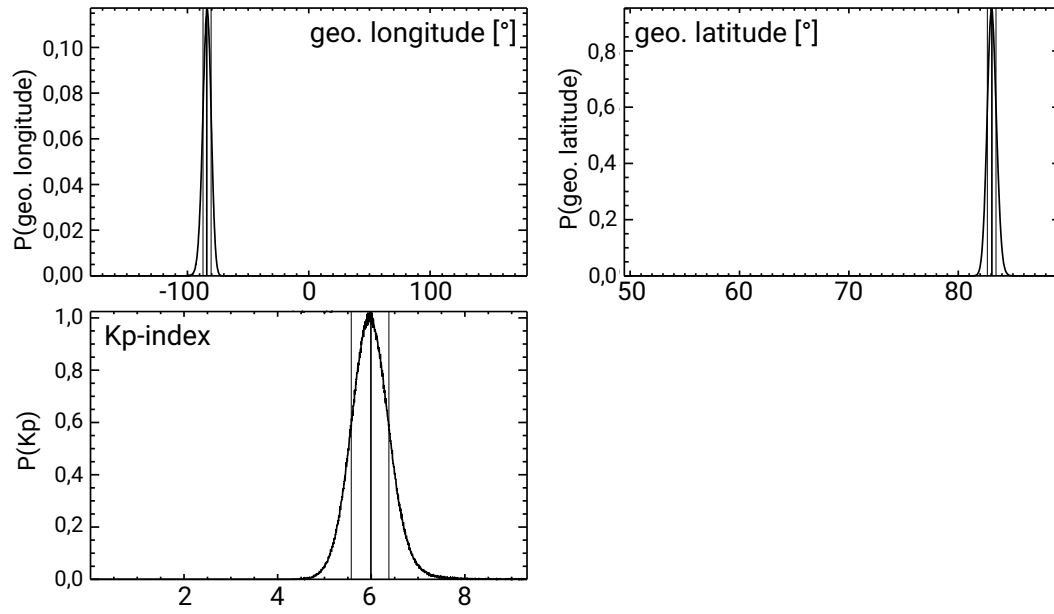 geo. longitude [°]
P(geo. longitude)
0,10
0,08
0,06
0,04
0,02
0,00
-100 0 100
geo. latitude [°]
P(geo. latitude)
0,8
0,6
0,4
0,2
0,0
50 60 70 80
Kp-index
P(Kp)
1,0
0,8
0,6
0,4
0,2
0,0
2 4 6 8